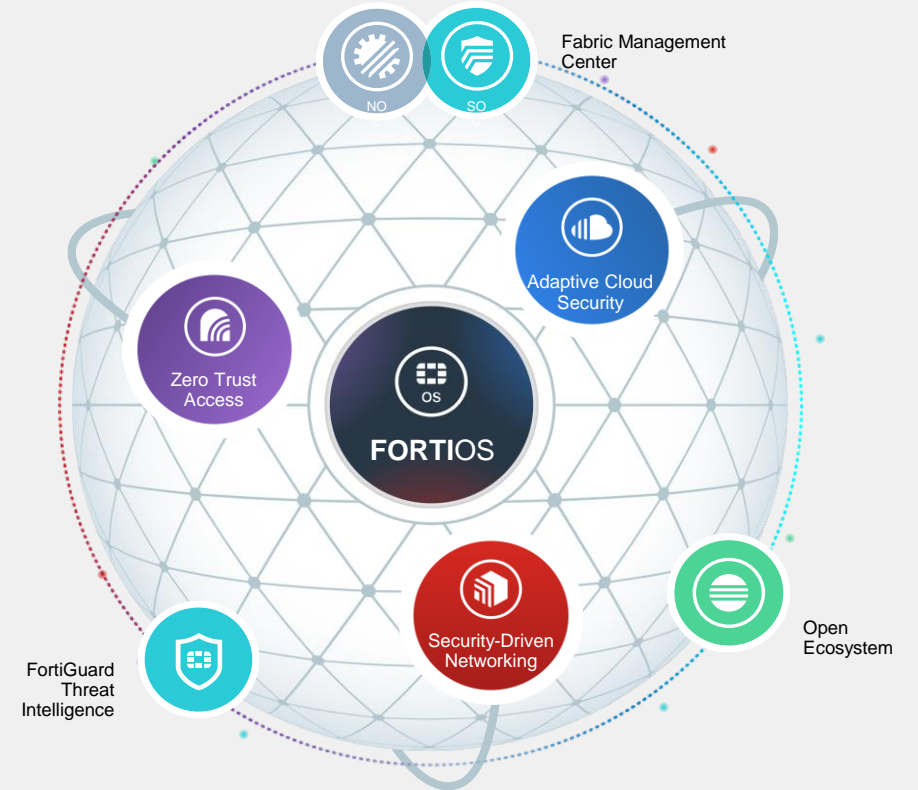 NO
SO
Fabric Management
Center
Adaptive Cloud
Security
Zero Trust
Access
OS
FORTIOS
Security-Driven
Networking
Open
Ecosystem
FortiGuard
Threat
Intelligence